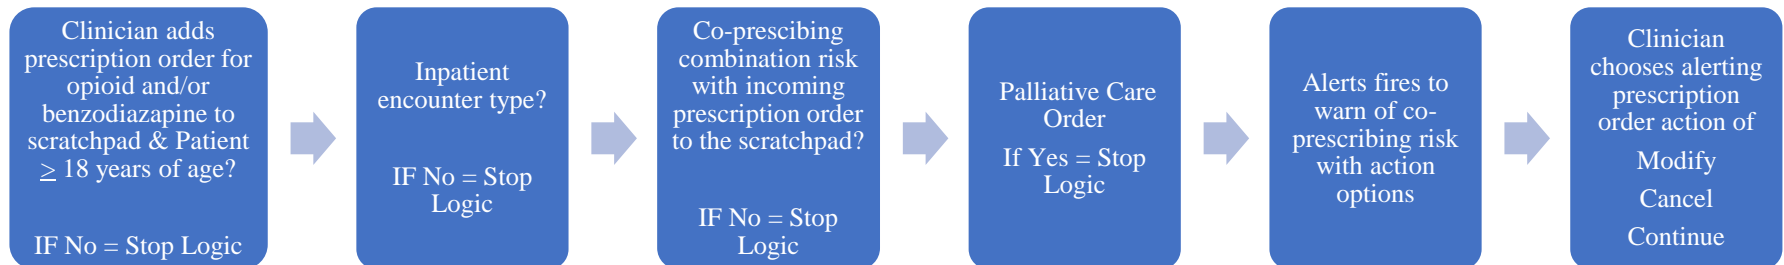 Clinician adds
prescription order for
opioid and/or
benzodiazapine to
scratchpad & Patient
≥ 18 years of age?
IF No = Stop Logic
Inpatient
encounter type?
IF No = Stop
Logic
Co-prescibing
combination risk
with incoming
prescription order
to the scratchpad?
IF No = Stop
Logic
Palliative Care
Order
If Yes = Stop
Logic
Alerts fires to
warn of co-
prescribing risk
with action
options
Clinician
chooses alerting
prescription
order action of
Modify
Cancel
Continue